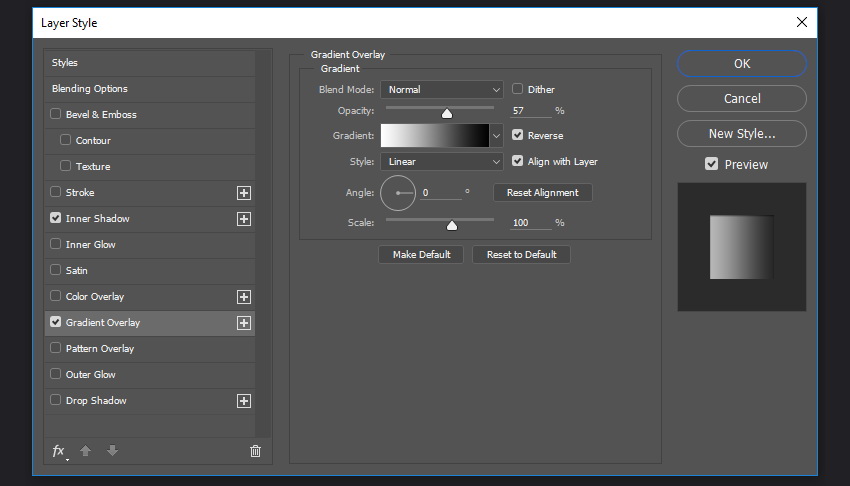 Layer Style
Styles
Blending Options
Bevel & Emboss
Contour
Texture
Stroke
Inner Shadow
Inner Glow
Satin
Color Overlay
Gradient Overlay
Pattern Overlay
Outer Glow
Drop Shadow
fx
Gradient Overlay
Gradient
Blend Mode: Normal Dither
Opacity: 57 %
Gradient: Reverse
Style: Linear Align with Layer
Angle: 0 ° Reset Alignment
Scale: 100 %
Make Default Reset to Default
OK
Cancel
New Style...
Preview